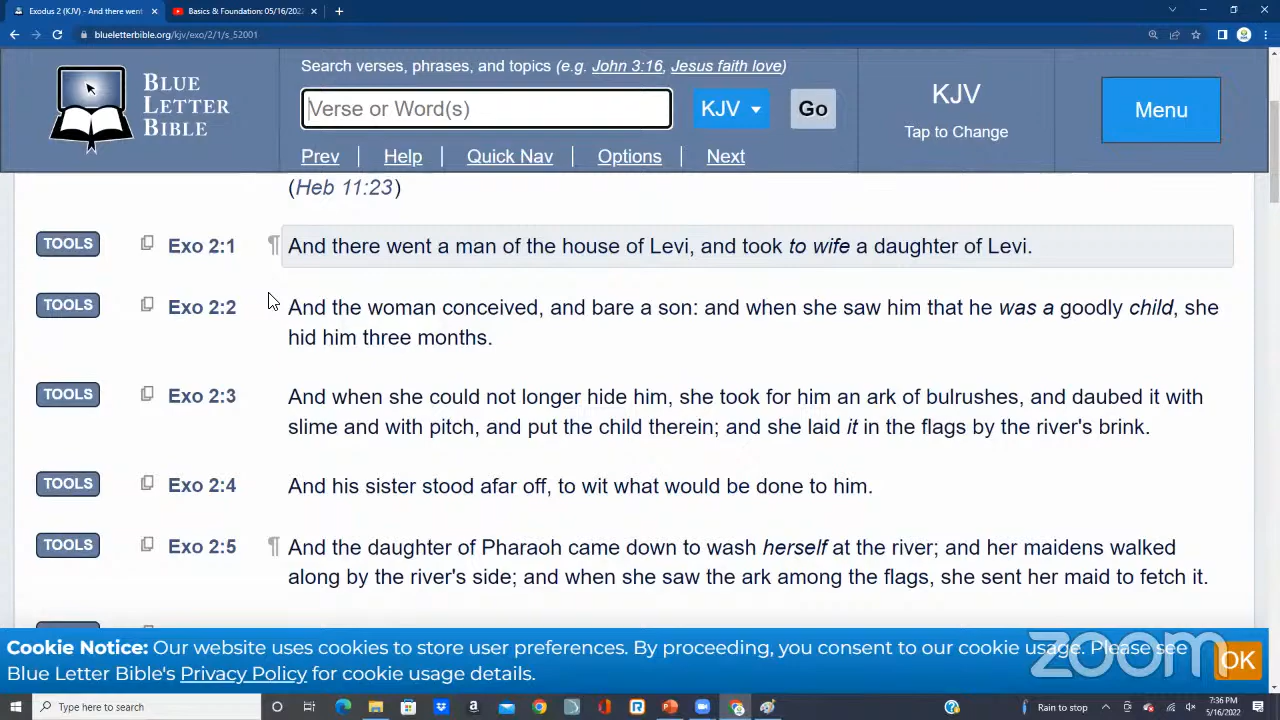 Exodus 2 (KJV) - And there went
Basics & Foundation: 05/16/2022
blueletterbible.org/kjv/exo/2/1/s_52001
BLUE
LETTER
BIBLE
Search verses, phrases, and topics (e.g. John 3:16, Jesus faith love)
Verse or Word(s)
KJV
Go
Prev
Help
Quick Nav
Options
Next
KJV
Tap to Change
Menu
(Heb 11:23)
TOOLS Exo 2:1 ¶ And there went a man of the house of Levi, and took to wife a daughter of Levi.
TOOLS Exo 2:2 And the woman conceived, and bare a son: and when she saw him that he was a goodly child, she
hid him three months.
TOOLS Exo 2:3 And when she could not longer hide him, she took for him an ark of bulrushes, and daubed it with
slime and with pitch, and put the child therein; and she laid it in the flags by the river's brink.
TOOLS Exo 2:4 And his sister stood afar off, to wit what would be done to him.
TOOLS Exo 2:5 ¶ And the daughter of Pharaoh came down to wash herself at the river; and her maidens walked
along by the river's side; and when she saw the ark among the flags, she sent her maid to fetch it.
Cookie Notice: Our website uses cookies to store user preferences. By proceeding, you consent to our cookie usage. Please see
Blue Letter Bible's Privacy Policy for cookie usage details.
OK
zoom
Type here to search
Rain to stop
7:36 PM
5/16/2022